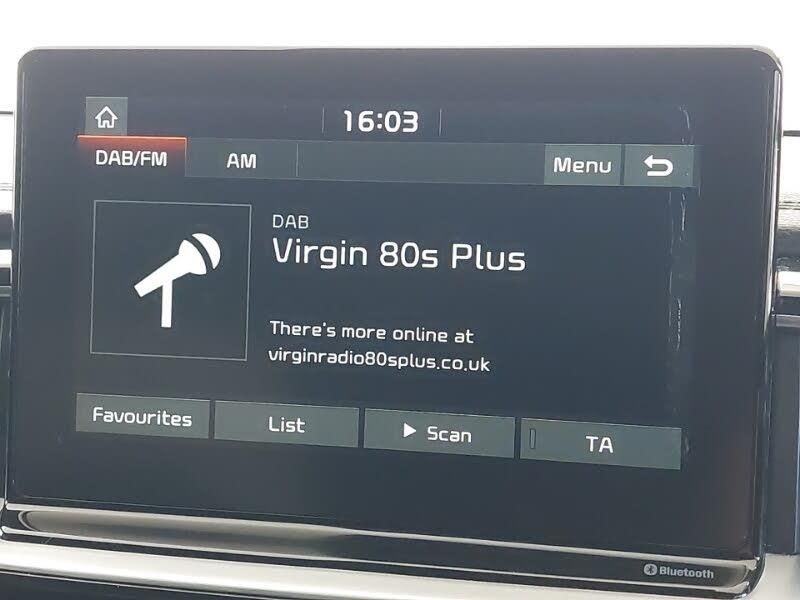 16:03
DAB/FM AM Menu
DAB
Virgin 80s Plus
There's more online at
virginradio80splus.co.uk
Favourites List Scan TA
Bluetooth